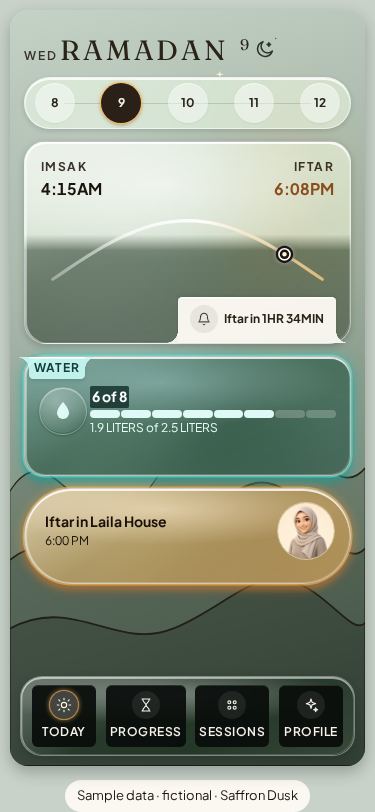 WED RAMADAN 9
8 9 10 11 12
IMSAK IFTAR
4:15AM 6:08PM
Iftar in 1HR 34MIN
WATER
6 of 8
1.9 LITERS of 2.5 LITERS
Iftar in Laila House
6:00 PM
TODAY PROGRESS SESSIONS PROFILE
Sample data · fictional · Saffron Dusk